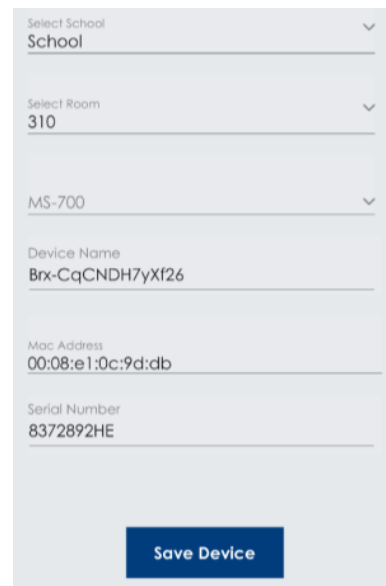 Select School
School
Select Room
310
MS-700
Device Name
Brx-CqCNDH7yXf26
Mac Address
00:08:e1:0c:9d:db
Serial Number
8372892HE
Save Device